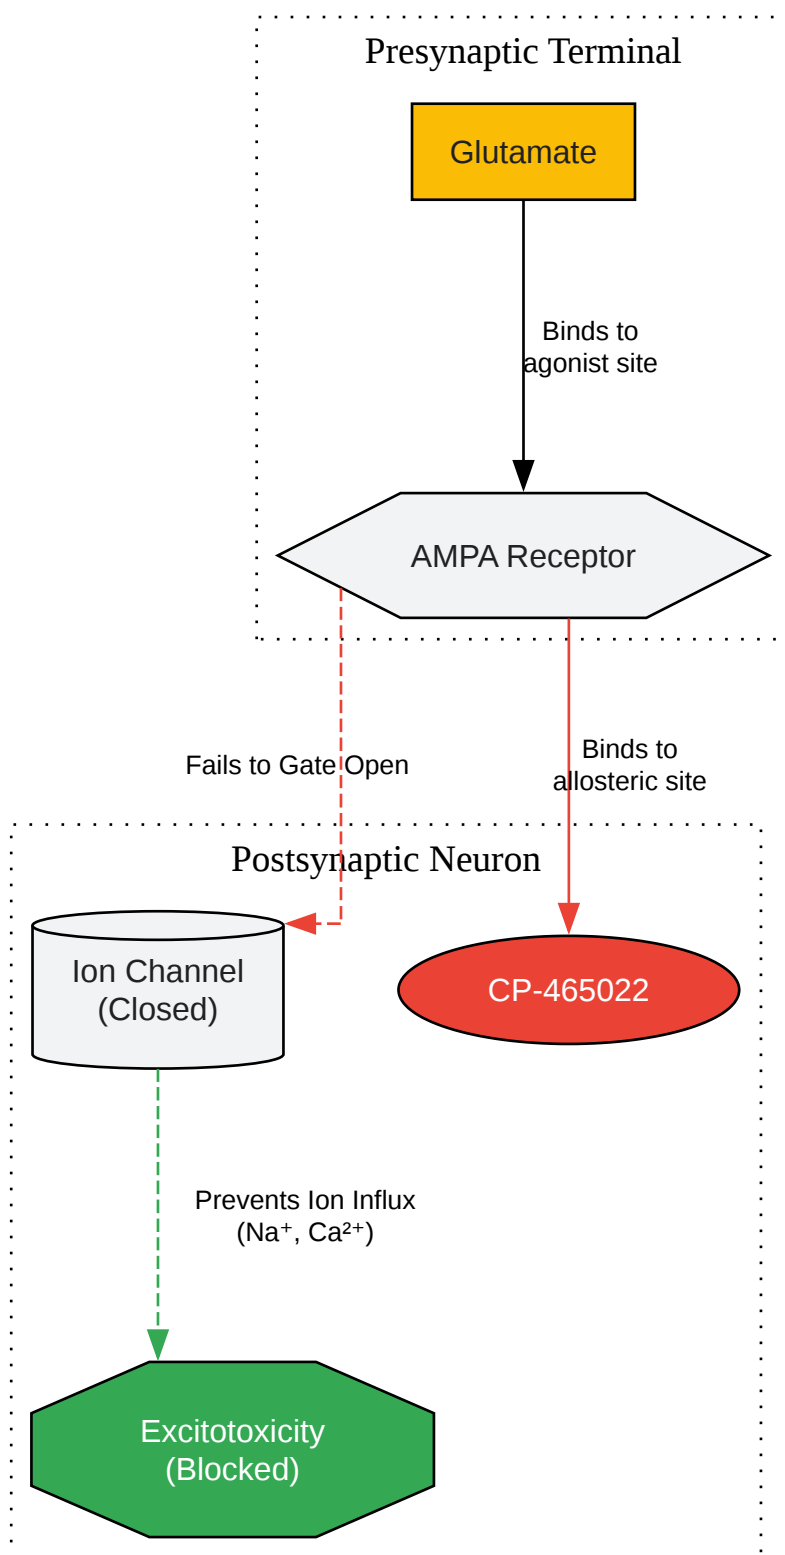 Presynaptic Terminal
Glutamate
Binds to
agonist site
AMPA Receptor
Fails to Gate Open
Binds to
allosteric site
Postsynaptic Neuron
Ion Channel
(Closed)
CP-465022
Prevents Ion Influx
(Na⁺, Ca²⁺)
Excitotoxicity
(Blocked)